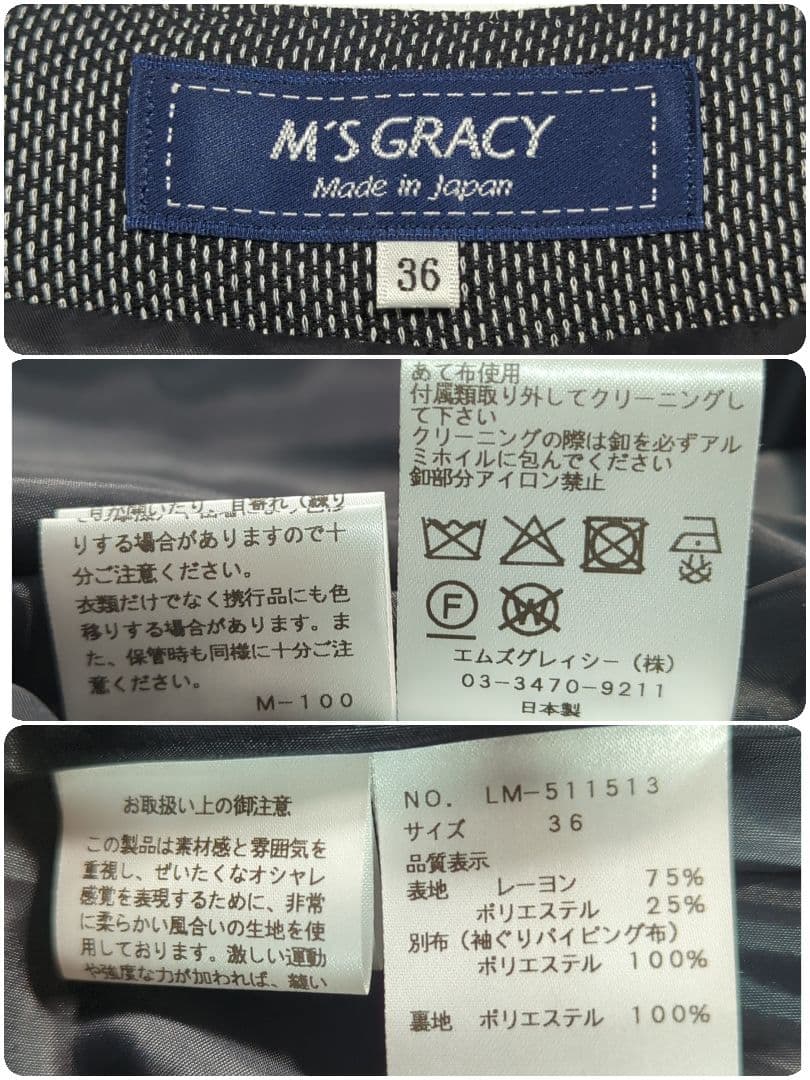 M'S GRACY
Made in Japan
36
あて布使用
付属類取り外してクリーニングし
て下さい
クリーニングの際は釦を必ずアル
ミホイルに包んでください
釦部分アイロン禁止
F
W
エムズグレイシー(株)
03-3470-9211
日本製
りする場合がありますので十
分ご注意ください。
衣類だけでなく携行品にも色
移りする場合があります。ま
た、保管時も同様に十分ご注
意ください。
M-100
お取扱い上の御注意
この製品は素材感と雰囲気を
重視し、ぜいたくなオシャレ
感覚を表現するために、非常
に柔らかい風合いの生地を使
用しております。激しい運動
や強度な力が加われば、縫い
NO. LM-511513
サイズ 36
品質表示
表地 レーヨン 75%
ポリエステル 25%
別布(袖ぐりパイピング布)
ポリエステル 100%
裏地 ポリエステル 100%